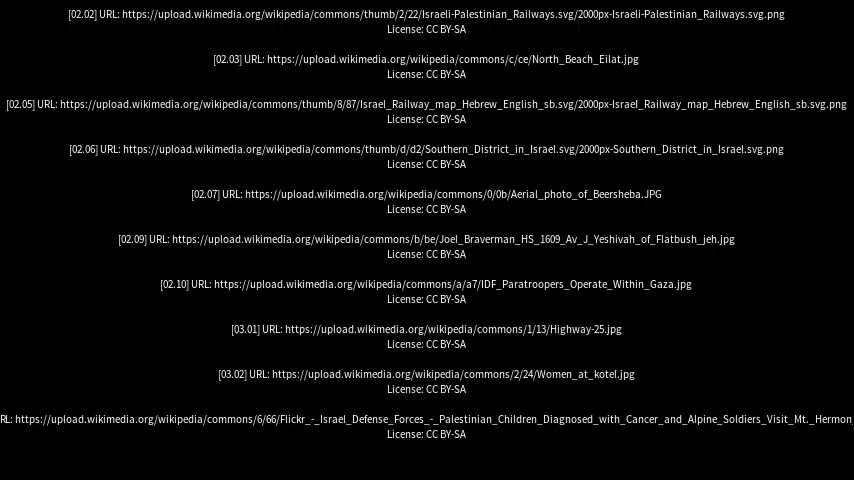 [02.02] URL: https://upload.wikimedia.org/wikipedia/commons/thumb/2/22/Israeli-Palestinian_Railways.svg/2000px-Israeli-Palestinian_Railways.svg.png
License: CC BY-SA
[02.03] URL: https://upload.wikimedia.org/wikipedia/commons/c/ce/North_Beach_Eilat.jpg
License: CC BY-SA
[02.05] URL: https://upload.wikimedia.org/wikipedia/commons/thumb/8/87/Israel_Railway_map_Hebrew_English_sb.svg/2000px-Israel_Railway_map_Hebrew_English_sb.svg.png
License: CC BY-SA
[02.06] URL: https://upload.wikimedia.org/wikipedia/commons/thumb/d/d2/Southern_District_in_Israel.svg/2000px-Southern_District_in_Israel.svg.png
License: CC BY-SA
[02.07] URL: https://upload.wikimedia.org/wikipedia/commons/0/0b/Aerial_photo_of_Beersheba.JPG
License: CC BY-SA
[02.09] URL: https://upload.wikimedia.org/wikipedia/commons/b/be/Joel_Braverman_HS_1609_Av_J_Yeshivah_of_Flatbush_jeh.jpg
License: CC BY-SA
[02.10] URL: https://upload.wikimedia.org/wikipedia/commons/a/a7/IDF_Paratroopers_Operate_Within_Gaza.jpg
License: CC BY-SA
[03.01] URL: https://upload.wikimedia.org/wikipedia/commons/1/13/Highway-25.jpg
License: CC BY-SA
[03.02] URL: https://upload.wikimedia.org/wikipedia/commons/2/24/Women_at_kotel.jpg
License: CC BY-SA
RL: https://upload.wikimedia.org/wikipedia/commons/6/66/Flickr_-_Israel_Defense_Forces_-_Palestinian_Children_Diagnosed_with_Cancer_and_Alpine_Soldiers_Visit_Mt._Hermon_
License: CC BY-SA